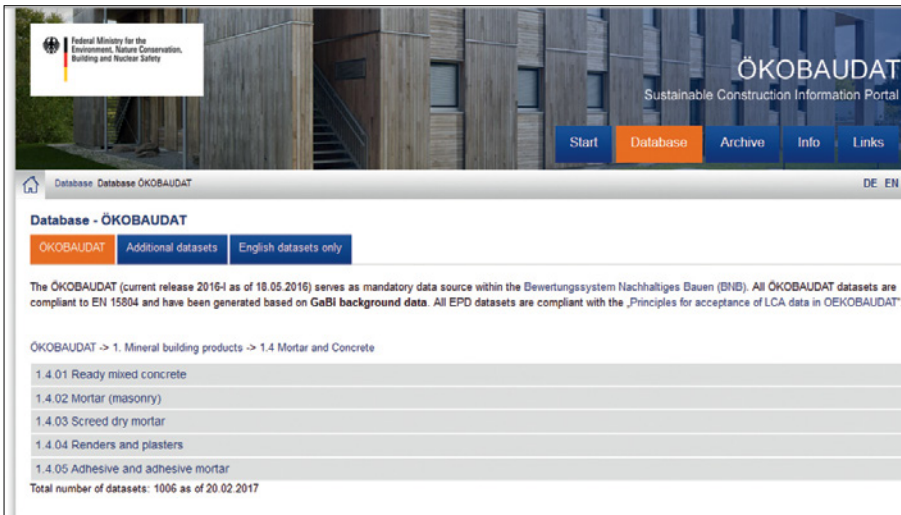 Federal Ministry for the
Environment, Nature Conservation,
Building and Nuclear Safety
ÖKOBAUDAT
Sustainable Construction Information Portal
Start Database Archive Info Links
Database Database ÖKOBAUDAT
DE EN
Database - ÖKOBAUDAT
ÖKOBAUDAT Additional datasets English datasets only
The ÖKOBAUDAT (current release 2016-I as of 18.05.2016) serves as mandatory data source within the Bewertungssystem Nachhaltiges Bauen (BNB). All ÖKOBAUDAT datasets are
compliant to EN 15804 and have been generated based on GaBi background data. All EPD datasets are compliant with the „Principles for acceptance of LCA data in OEKOBAUDAT"
ÖKOBAUDAT -> 1. Mineral building products -> 1.4 Mortar and Concrete
1.4.01 Ready mixed concrete
1.4.02 Mortar (masonry)
1.4.03 Screed dry mortar
1.4.04 Renders and plasters
1.4.05 Adhesive and adhesive mortar
Total number of datasets: 1006 as of 20.02.2017